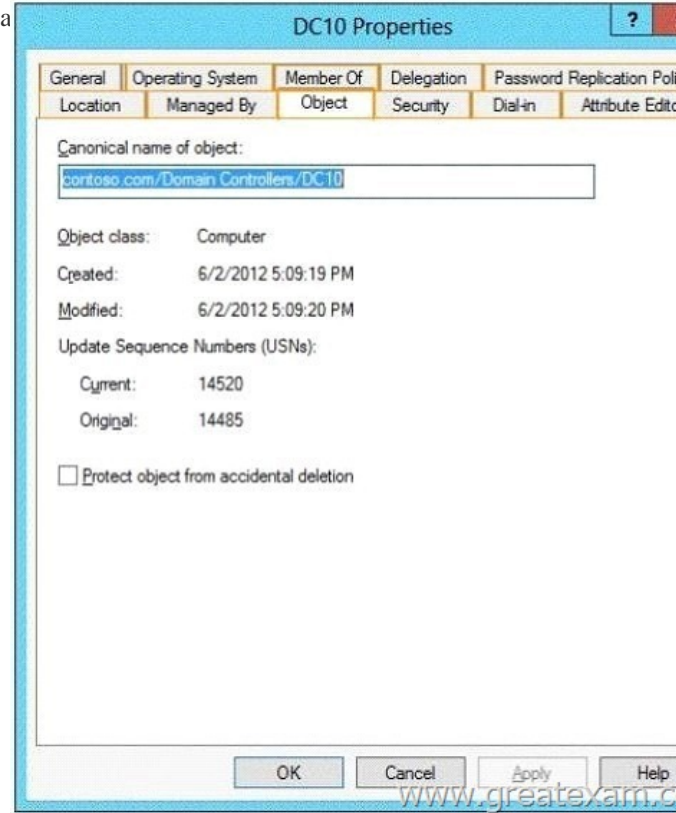 a
DC10 Properties
?
General Operating System Member Of Delegation Password Replication Poli
Location Managed By Object Security Dial-in Attribute Edito
Canonical name of object:
contoso.com/Domain Controllers/DC10
Object class: Computer
Created: 6/2/2012 5:09:19 PM
Modified: 6/2/2012 5:09:20 PM
Update Sequence Numbers (USNs):
Current: 14520
Original: 14485
Protect object from accidental deletion
OK Cancel Apply Help
www.greatexam.c